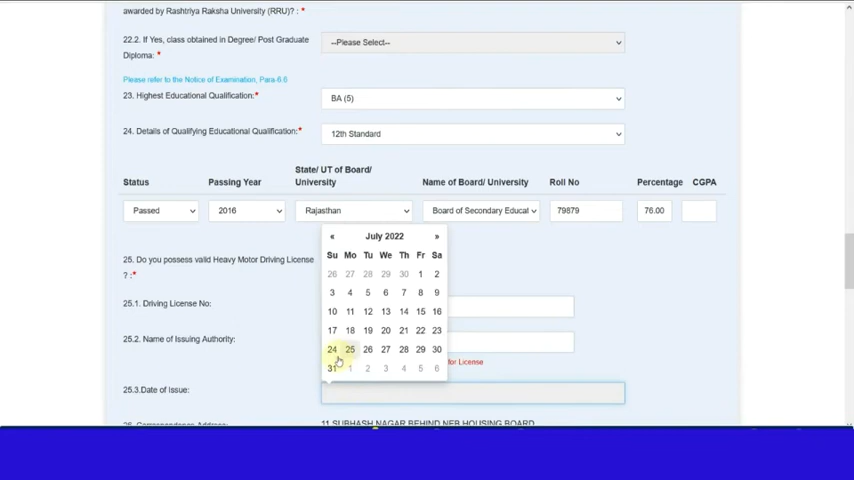 awarded by Rashtriya Raksha University (RRU)? : *
22.2. If Yes, class obtained in Degree/ Post Graduate
Diploma: *
--Please Select--
Please refer to the Notice of Examination, Para-6.6
23. Highest Educational Qualification:*
BA (5)
24. Details of Qualifying Educational Qualification:*
12th Standard
Status Passing Year State/ UT of Board/ University Name of Board/ University Roll No Percentage CGPA
Passed 2016 Rajasthan Board of Secondary Educat 79879 76.00
« July 2022 »
Su Mo Tu We Th Fr Sa
26 27 28 29 30 1 2
3 4 5 6 7 8 9
10 11 12 13 14 15 16
17 18 19 20 21 22 23
24 25 26 27 28 29 30
31 1 2 3 4 5 6
25. Do you possess valid Heavy Motor Driving License
? :*
25.1. Driving License No:
25.2. Name of Issuing Authority:
or License
25.3.Date of Issue:
26. Correspondence Address:
11 SUBHASH NAGAR BEHIND NEB HOUSING BOARD